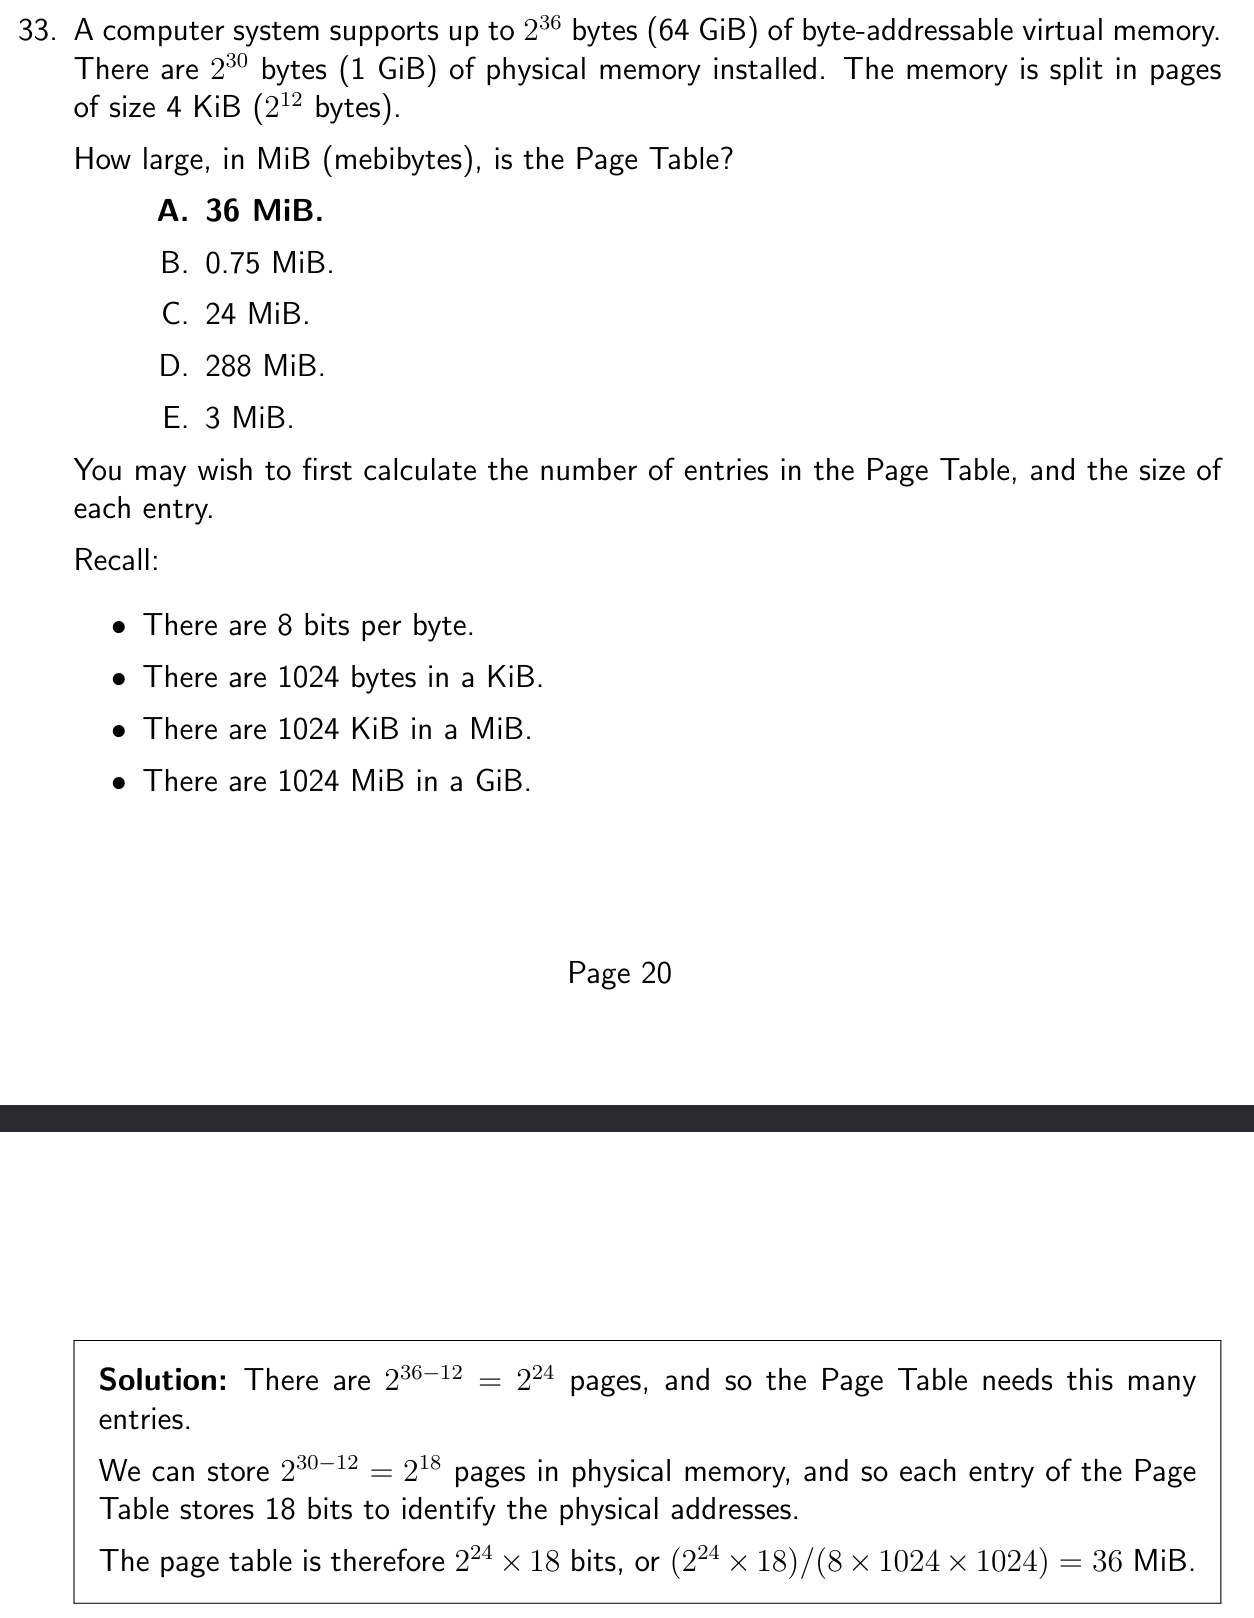 33. A computer system supports up to 2^36 bytes (64 GiB) of byte-addressable virtual memory.
There are 2^30 bytes (1 GiB) of physical memory installed. The memory is split in pages
of size 4 KiB (2^12 bytes).
How large, in MiB (mebibytes), is the Page Table?
A. 36 MiB.
B. 0.75 MiB.
C. 24 MiB.
D. 288 MiB.
E. 3 MiB.
You may wish to first calculate the number of entries in the Page Table, and the size of
each entry.
Recall:
• There are 8 bits per byte.
• There are 1024 bytes in a KiB.
• There are 1024 KiB in a MiB.
• There are 1024 MiB in a GiB.
Page 20
Solution: There are 2^{36−12} = 2^24 pages, and so the Page Table needs this many
entries.
We can store 2^{30−12} = 2^18 pages in physical memory, and so each entry of the Page
Table stores 18 bits to identify the physical addresses.
The page table is therefore 2^24 × 18 bits, or (2^24 × 18)/(8 × 1024 × 1024) = 36 MiB.